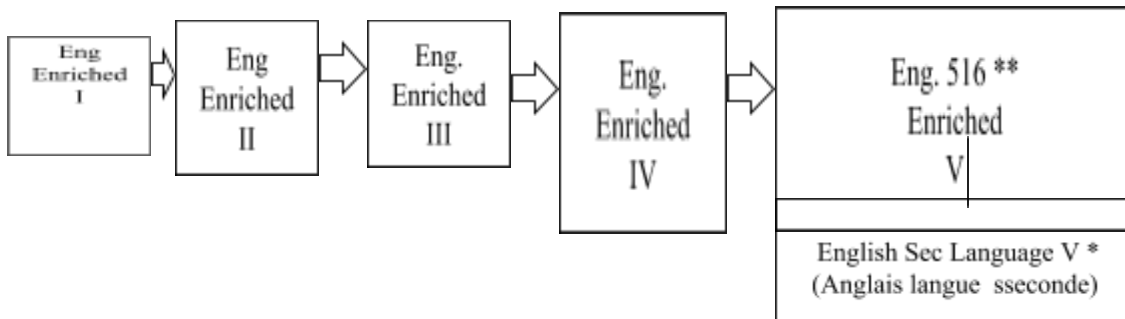 Eng
Enriched
I
Eng
Enriched
II
Eng.
Enriched
III
Eng.
Enriched
IV
Eng. 516 **
Enriched
V
English Sec Language V *
(Anglais langue sseconde)